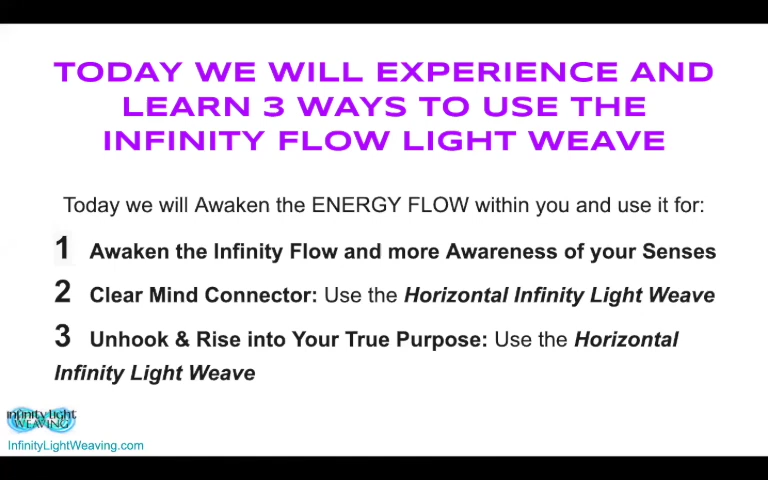 TODAY WE WILL EXPERIENCE AND
LEARN 3 WAYS TO USE THE
INFINITY FLOW LIGHT WEAVE
Today we will Awaken the ENERGY FLOW within you and use it for:
1 Awaken the Infinity Flow and more Awareness of your Senses
2 Clear Mind Connector: Use the Horizontal Infinity Light Weave
3 Unhook & Rise into Your True Purpose: Use the Horizontal
Infinity Light Weave
infinity light
WEAVING
InfinityLightWeaving.com